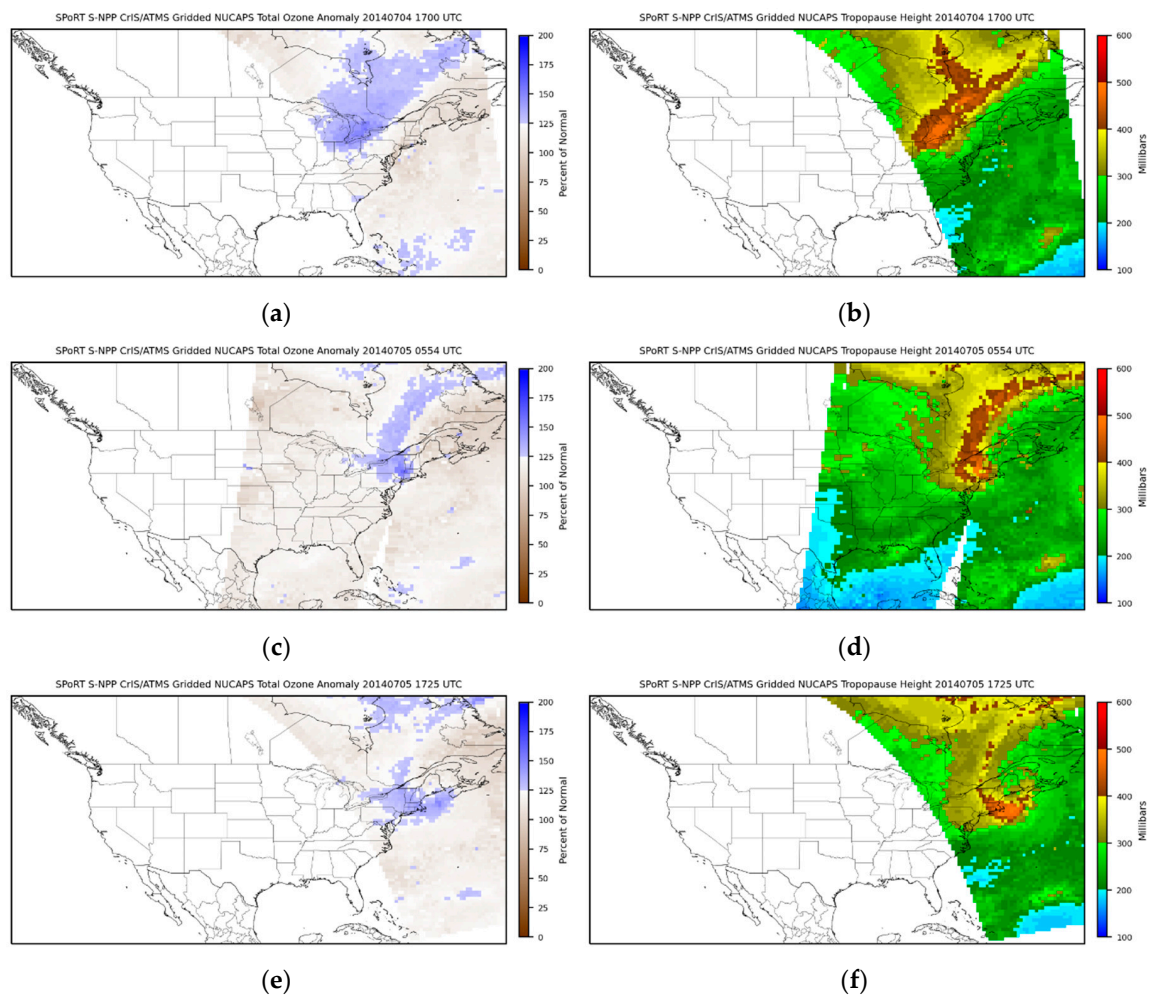 SPoRT S-NPP CrIS/ATMS Gridded NUCAPS Total Ozone Anomaly 20140704 1700 UTC
200
175
150
125
100
75
50
25
0
Percent of Normal
(a)
SPoRT S-NPP CrIS/ATMS Gridded NUCAPS Tropopause Height 20140704 1700 UTC
600
500
400
300
200
100
Millibars
(b)
SPoRT S-NPP CrIS/ATMS Gridded NUCAPS Total Ozone Anomaly 20140705 0554 UTC
200
175
150
125
100
75
50
25
0
Percent of Normal
(c)
SPoRT S-NPP CrIS/ATMS Gridded NUCAPS Tropopause Height 20140705 0554 UTC
600
500
400
300
200
100
Millibars
(d)
SPoRT S-NPP CrIS/ATMS Gridded NUCAPS Total Ozone Anomaly 20140705 1725 UTC
200
175
150
125
100
75
50
25
0
Percent of Normal
(e)
SPoRT S-NPP CrIS/ATMS Gridded NUCAPS Tropopause Height 20140705 1725 UTC
600
500
400
300
200
100
Millibars
(f)